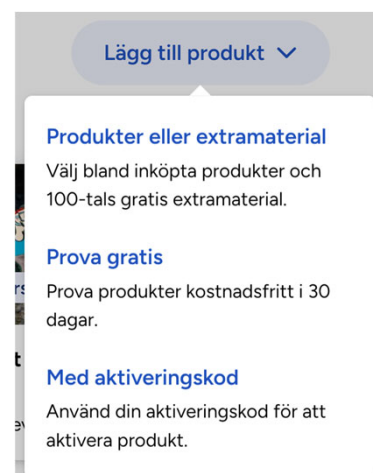 Lägg till produkt
Produkter eller extramaterial
Välj bland inköpta produkter och
100-tals gratis extramaterial.
Prova gratis
Prova produkter kostnadsfritt i 30
dagar.
Med aktiveringskod
Använd din aktiveringskod för att
aktivera produkt.